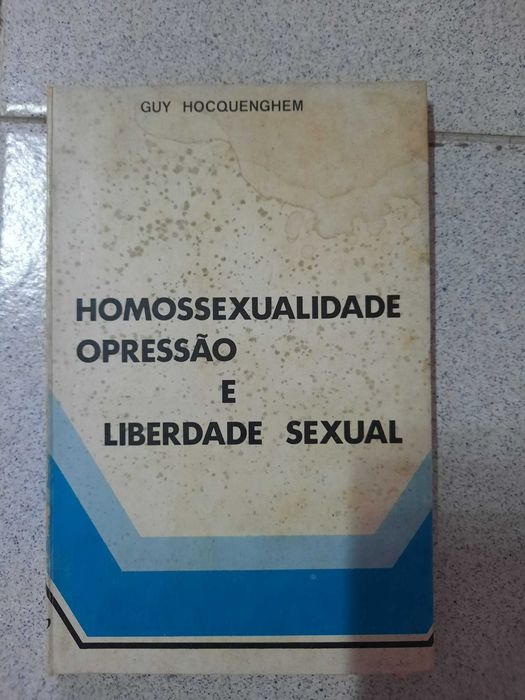 GUY HOCQUENGHEM
HOMOSSEXUALIDADE
OPRESSÃO
E
LIBERDADE SEXUAL